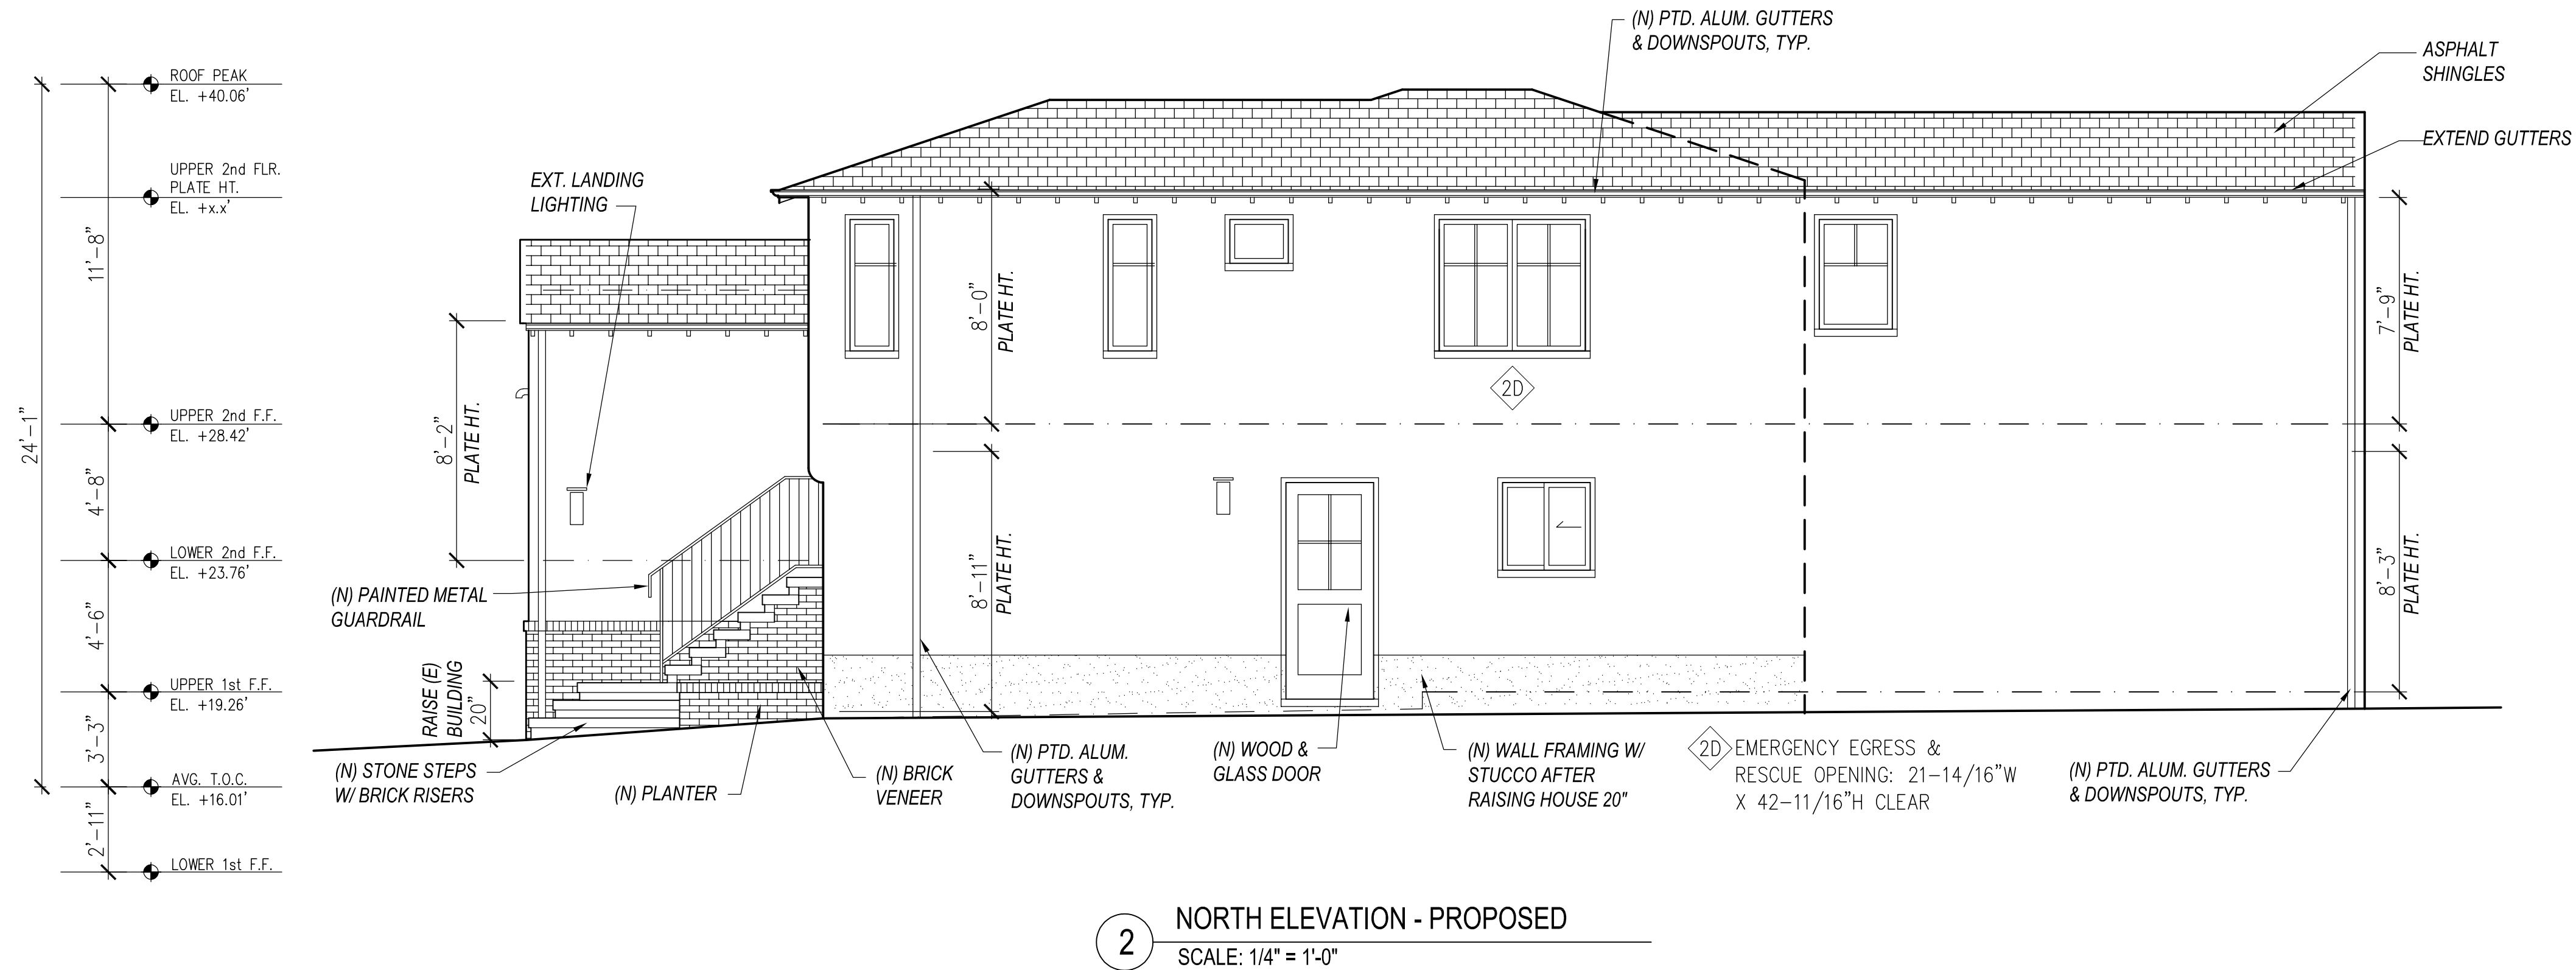 (N) PTD. ALUM. GUTTERS
& DOWNSPOUTS, TYP.
ASPHALT
SHINGLES
EXTEND GUTTERS
ROOF PEAK
EL. +40.06'
UPPER 2nd FLR.
PLATE HT.
EL. +x.x'
UPPER 2nd F.F.
EL. +28.42'
LOWER 2nd F.F.
EL. +23.76'
UPPER 1st F.F.
EL. +19.26'
AVG. T.O.C.
EL. +16.01'
LOWER 1st F.F.
24'-1"
11'-8"
4'-8"
4'-6"
3'-3"
2'-11"
EXT. LANDING
LIGHTING
8'-2"
PLATE HT.
(N) PAINTED METAL
GUARDRAIL
RAISE (E)
BUILDING
20"
8'-0"
PLATE HT.
8'-11"
PLATE HT.
2D
7'-9"
PLATE HT.
8'-3"
PLATE HT.
(N) STONE STEPS
W/ BRICK RISERS
(N) PLANTER
(N) BRICK
VENEER
(N) PTD. ALUM.
GUTTERS &
DOWNSPOUTS, TYP.
(N) WOOD &
GLASS DOOR
(N) WALL FRAMING W/
STUCCO AFTER
RAISING HOUSE 20"
2D EMERGENCY EGRESS &
RESCUE OPENING: 21-14/16"W
X 42-11/16"H CLEAR
(N) PTD. ALUM. GUTTERS
& DOWNSPOUTS, TYP.
2 NORTH ELEVATION - PROPOSED
SCALE: 1/4" = 1'-0"